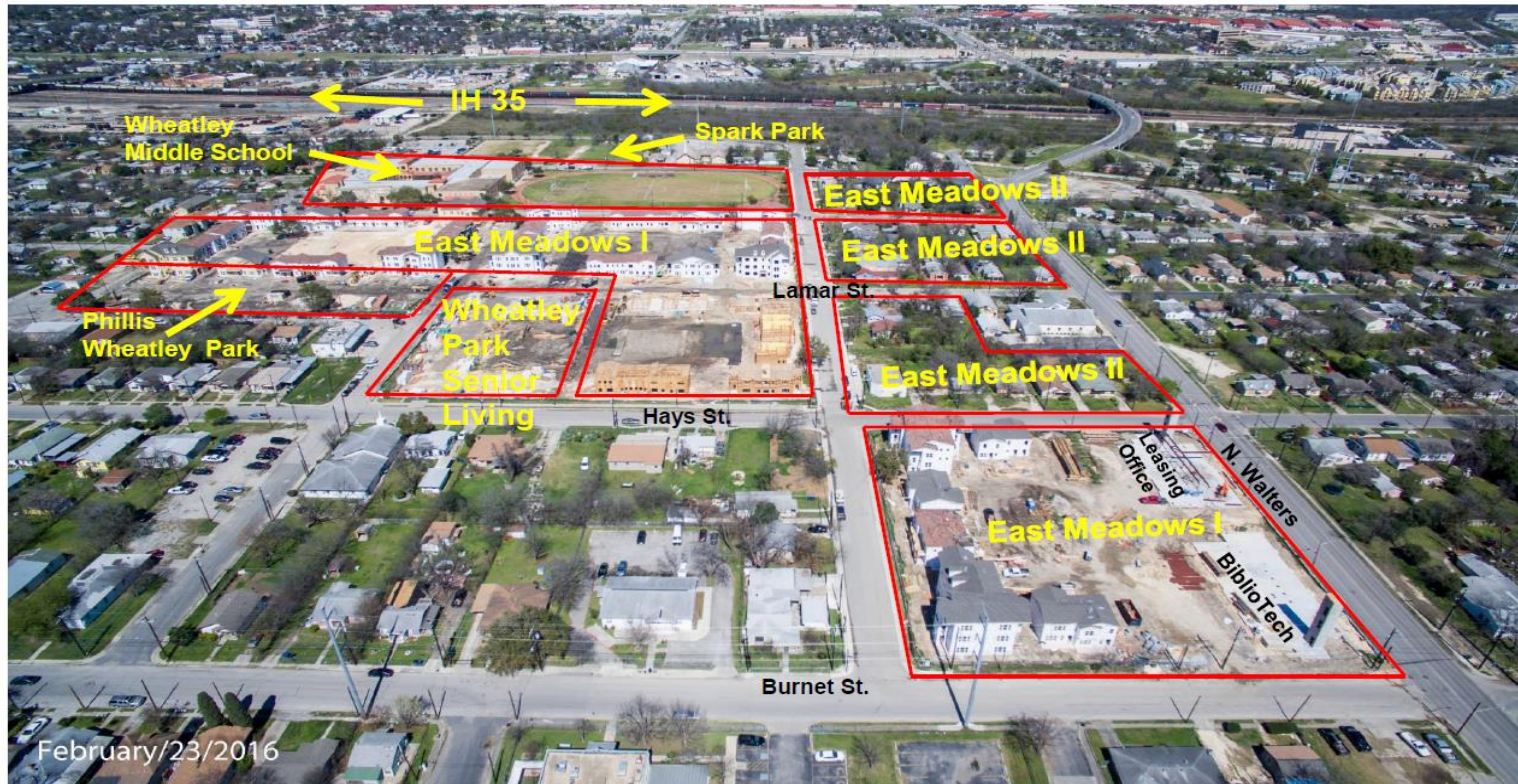 IH 35
Wheatley
Middle School
Spark Park
East Meadows II
East Meadows I
East Meadows II
Lamar St.
Phillis
Wheatley Park
Wheatley
Park
Senior
Living
East Meadows II
Hays St.
Leasing
Office
N. Walters
East Meadows I
BiblioTech
Burnet St.
February/23/2016